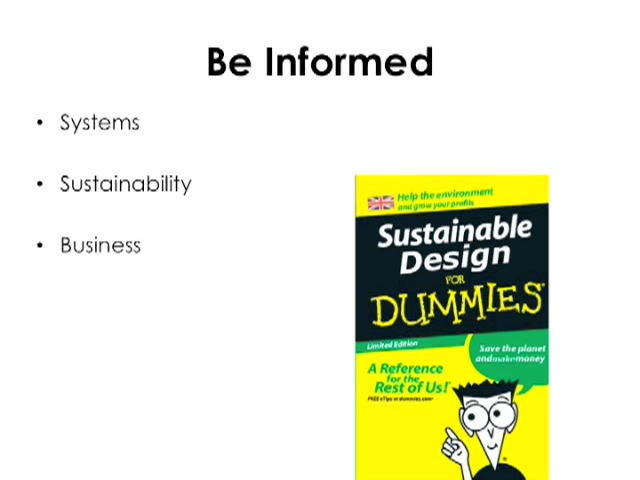 Be Informed
• Systems
• Sustainability
• Business
Help the environment
and grow your profits
Sustainable
Design
FOR
DUMMIES
Limited Edition
Save the planet
and make money
A Reference
for the
Rest of Us!
FREE eTips at dummies.com